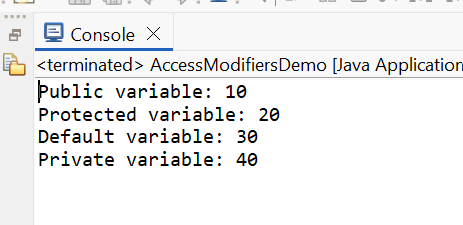 Console
<terminated> AccessModifiersDemo [Java Application
Public variable: 10
Protected variable: 20
Default variable: 30
Private variable: 40